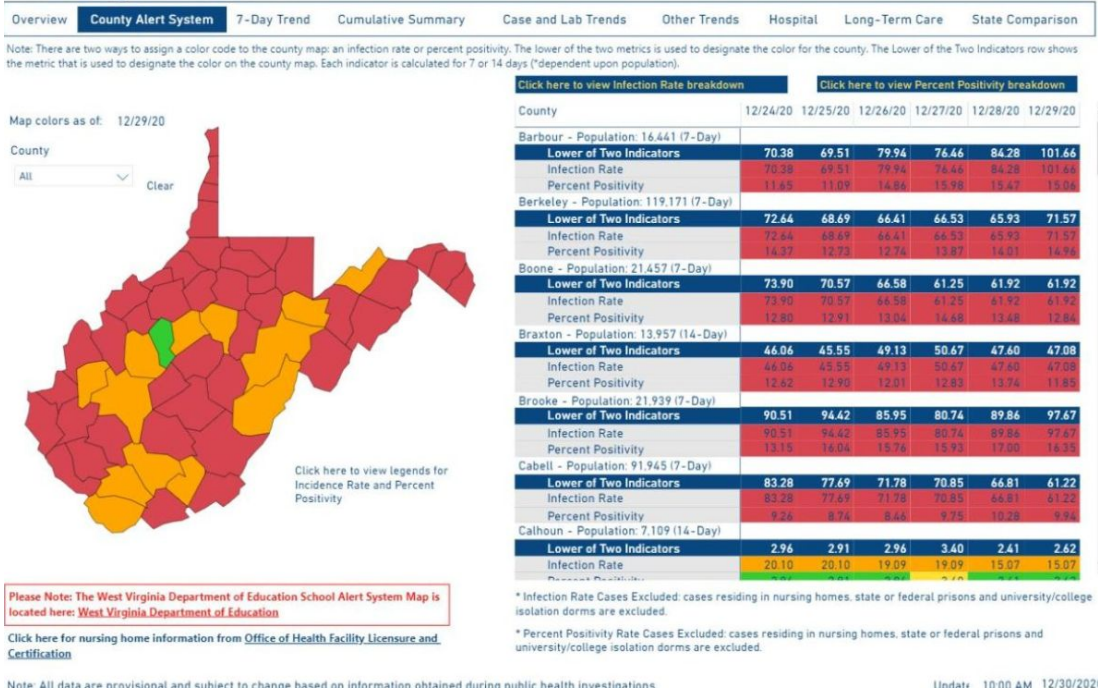 Overview County Alert System 7-Day Trend Cumulative Summary Case and Lab Trends Other Trends Hospital Long-Term Care State Comparison
Note: There are two ways to assign a color code to the county map: an infection rate or percent positivity. The lower of the two metrics is used to designate the color for the county. The Lower of the Two Indicators row shows
the metric that is used to designate the color on the county map. Each indicator is calculated for 7 or 14 days (*dependent upon population).
Map colors as of: 12/29/20
County
All
Clear
Click here to view legends for
Incidence Rate and Percent
Positivity
Click here to view Infection Rate breakdown Click here to view Percent Positivity breakdown
County 12/24/20 12/25/20 12/26/20 12/27/20 12/28/20 12/29/20
Barbour - Population: 16,441 (7-Day)
Lower of Two Indicators 70.38 69.51 79.94 76.46 84.28 101.66
Infection Rate 70.38 69.51 79.94 76.46 84.28 101.66
Percent Positivity 11.65 11.09 14.86 15.98 15.47 15.06
Berkeley - Population: 119,171 (7-Day)
Lower of Two Indicators 72.64 68.69 66.41 66.53 65.93 71.57
Infection Rate 72.64 68.69 66.41 66.53 65.93 71.57
Percent Positivity 14.37 12.73 12.74 13.87 14.01 14.96
Boone - Population: 21,457 (7-Day)
Lower of Two Indicators 73.90 70.57 66.58 61.25 61.92 61.92
Infection Rate 73.90 70.57 66.58 61.25 61.92 61.92
Percent Positivity 12.80 12.91 13.04 14.68 13.48 12.84
Braxton - Population: 13,957 (14-Day)
Lower of Two Indicators 46.06 45.55 49.13 50.67 47.60 47.08
Infection Rate 46.06 45.55 49.13 50.67 47.60 47.08
Percent Positivity 12.62 12.90 12.01 12.83 13.74 11.85
Brooke - Population: 21,939 (7-Day)
Lower of Two Indicators 90.51 94.42 85.95 80.74 89.86 97.67
Infection Rate 90.51 94.42 85.95 80.74 89.86 97.67
Percent Positivity 13.15 16.04 15.76 15.93 17.00 16.35
Cabell - Population: 91,945 (7-Day)
Lower of Two Indicators 83.28 77.69 71.78 70.85 66.81 61.22
Infection Rate 83.28 77.69 71.78 70.85 66.81 61.22
Percent Positivity 9.26 8.74 8.46 9.75 10.28 9.94
Calhoun - Population: 7,109 (14-Day)
Lower of Two Indicators 2.96 2.91 2.96 3.40 2.41 2.62
Infection Rate 20.10 20.10 19.09 19.09 15.07 15.07
Please Note: The West Virginia Department of Education School Alert System Map is
located here: West Virginia Department of Education
Click here for nursing home information from Office of Health Facility Licensure and
Certification
* Infection Rate Cases Excluded: cases residing in nursing homes, state or federal prisons and university/college
isolation dorms are excluded.
* Percent Positivity Rate Cases Excluded: cases residing in nursing homes, state or federal prisons and
university/college isolation dorms are excluded.
Note: All data are provisional and subject to change based on information obtained during public health investigations. Update 10:00 AM 12/30/2020